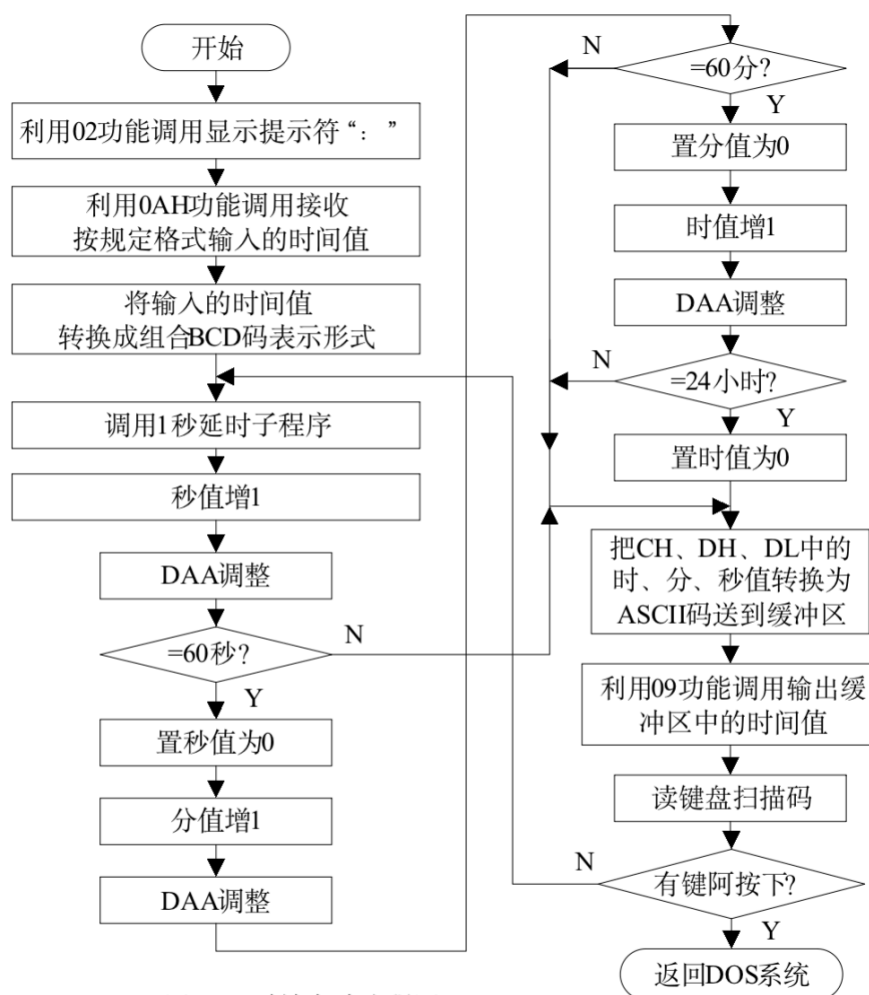 开始
利用02功能调用显示提示符“：”
利用0AH功能调用接收
按规定格式输入的时间值
将输入的时间值
转换成组合BCD码表示形式
调用1秒延时子程序
秒值增1
DAA调整
=60秒?
N
Y
置秒值为0
分值增1
DAA调整
=60分?
N
Y
置分值为0
时值增1
DAA调整
N
=24小时?
Y
置时值为0
把CH、DH、DL中的
时、分、秒值转换为
ASCII码送到缓冲区
利用09功能调用输出缓
冲区中的时间值
读键盘扫描码
N
有键阿按下?
Y
返回DOS系统